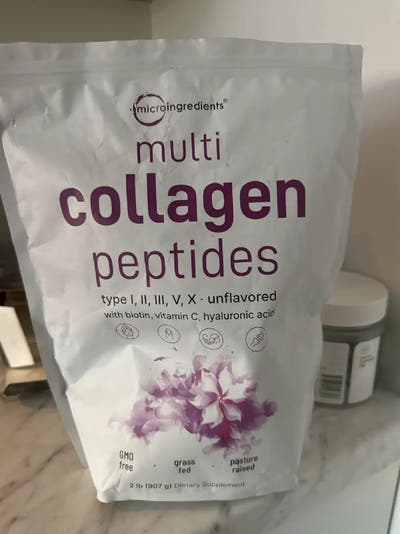 microingredients®
multi
collagen
peptides
type I, II, III, V, X · unflavored
with biotin, vitamin C, hyaluronic acid
GMO
free
· grass
fed
· pasture
raised
2 lb (907 g) Dietary Supplement